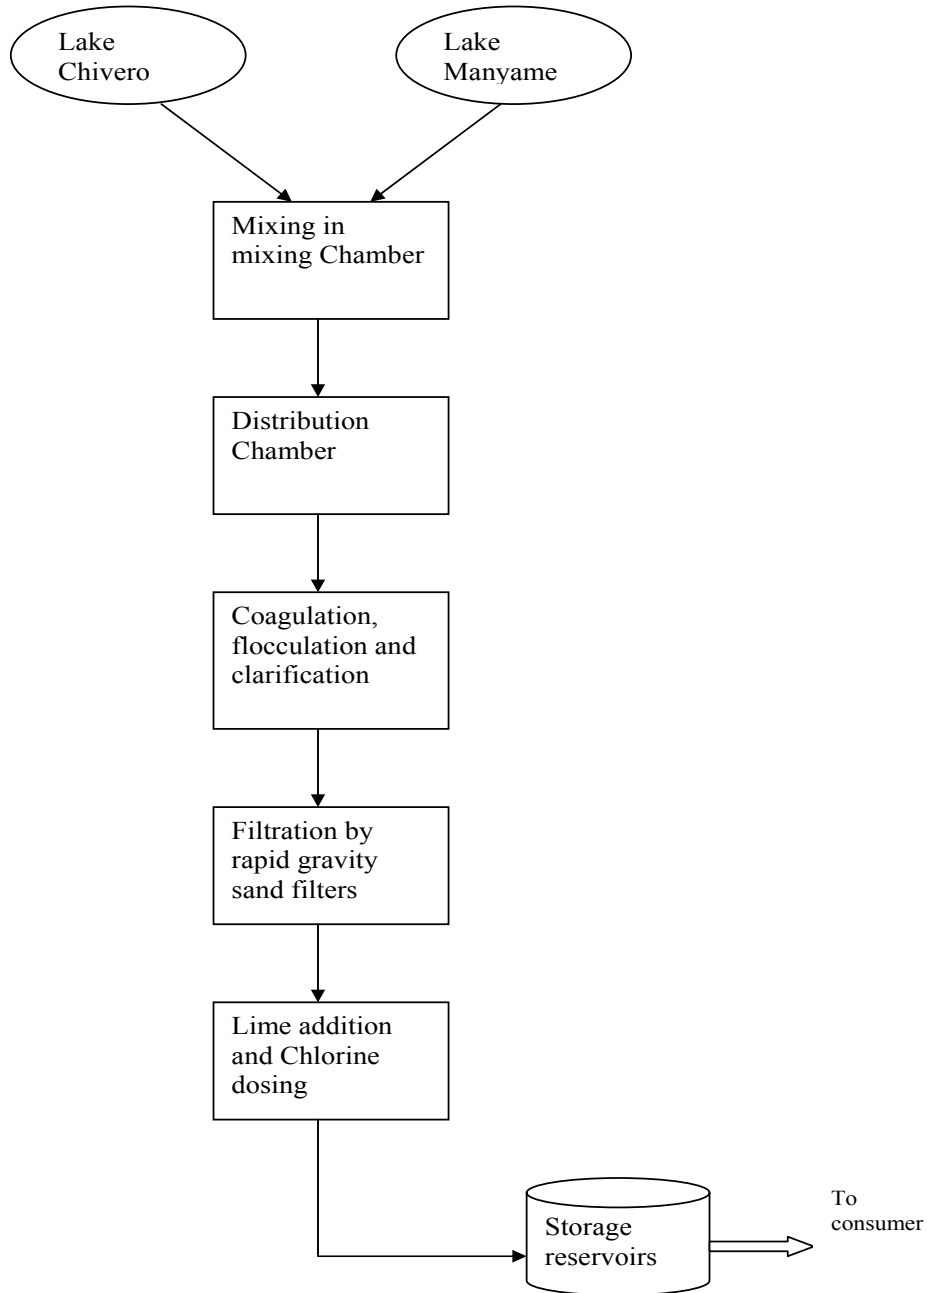 Lake
Chivero
Lake
Manyame
Mixing in
mixing Chamber
Distribution
Chamber
Coagulation,
flocculation and
clarification
Filtration by
rapid gravity
sand filters
Lime addition
and Chlorine
dosing
Storage
reservoirs
To
consumer